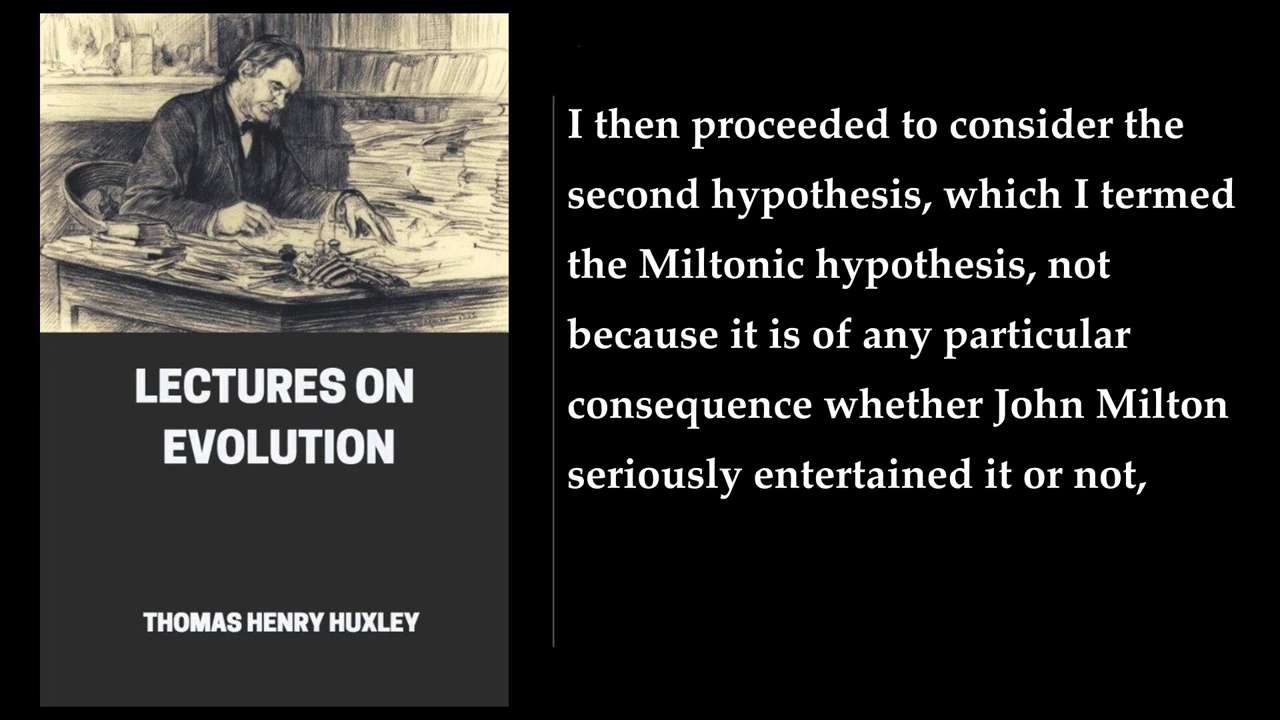 LECTURES ON
EVOLUTION
THOMAS HENRY HUXLEY
I then proceeded to consider the
second hypothesis, which I termed
the Miltonic hypothesis, not
because it is of any particular
consequence whether John Milton
seriously entertained it or not,